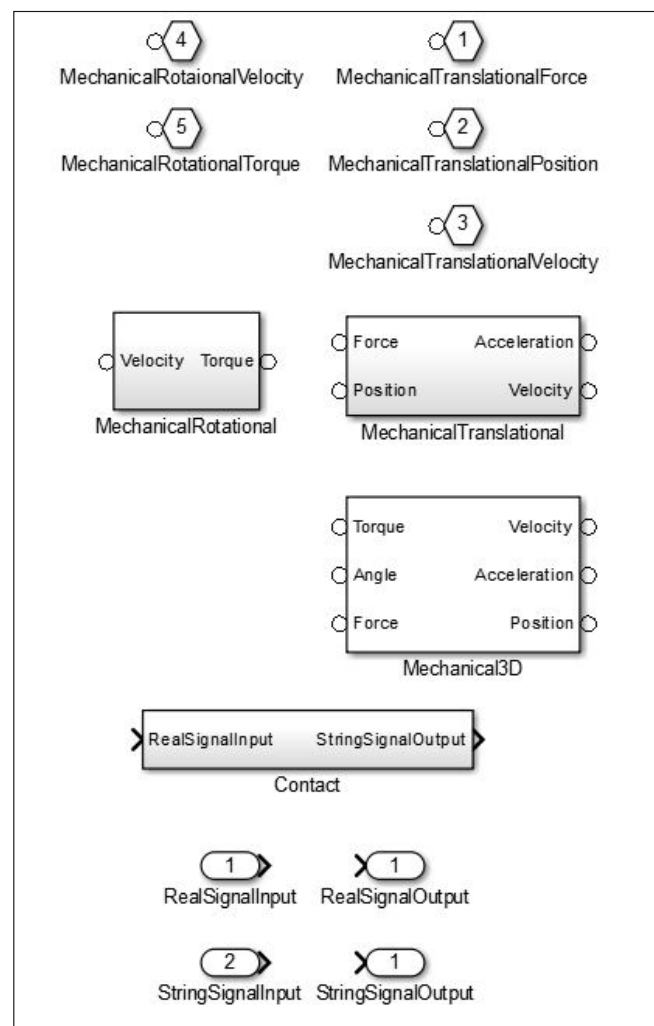 4 1
MechanicalRotaionalVelocity MechanicalTranslationalForce
5 2
MechanicalRotationalTorque MechanicalTranslationalPosition
3
MechanicalTranslationalVelocity
Velocity Torque
MechanicalRotational
Force Acceleration
Position Velocity
MechanicalTranslational
Torque Velocity
Angle Acceleration
Force Position
Mechanical3D
RealSignalInput StringSignalOutput
Contact
1 1
RealSignalInput RealSignalOutput
2 1
StringSignalInput StringSignalOutput